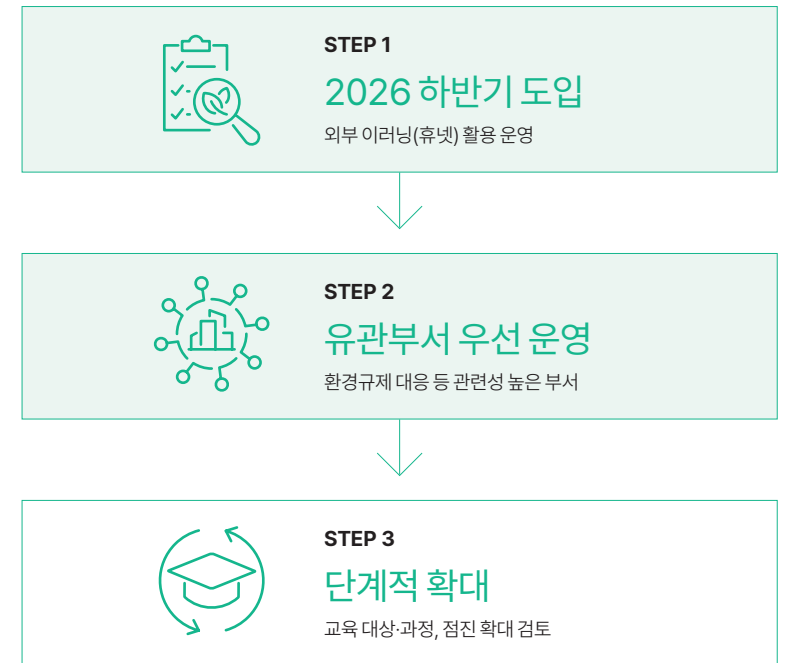 STEP 1
2026 하반기 도입
외부 이러닝(휴넷) 활용 운영
STEP 2
유관부서 우선 운영
환경규제 대응 등 관련성 높은 부서
STEP 3
단계적 확대
교육 대상·과정, 점진 확대 검토